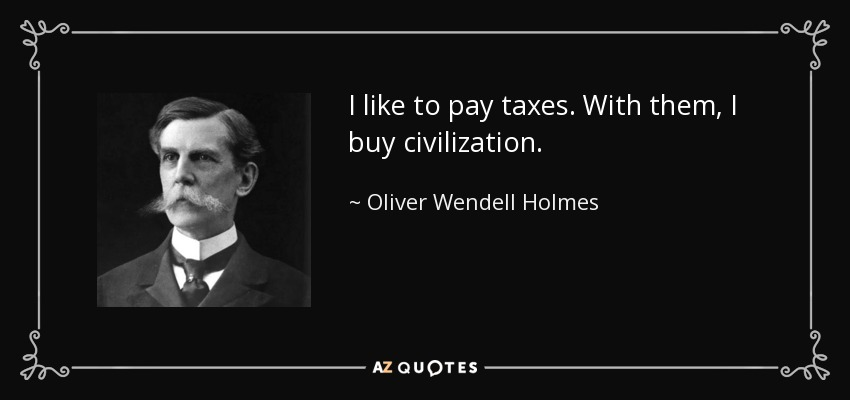 I like to pay taxes. With them, I
buy civilization.
~ Oliver Wendell Holmes
AZ QUOTES